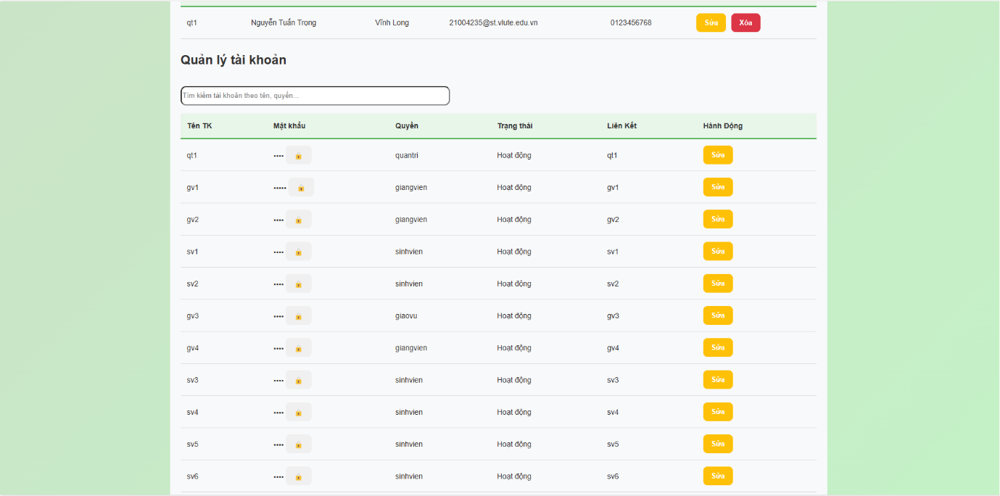 qt1 Nguyễn Tuấn Trọng Vĩnh Long 21004235@st.vlute.edu.vn 0123456768 Sửa Xóa
Quản lý tài khoản
Tìm kiếm tài khoản theo tên, quyền...
Tên TK Mật khẩu Quyền Trạng thái Liên Kết Hành Động
qt1 •••• quantri Hoạt động qt1 Sửa
gv1 ••••• giangvien Hoạt động gv1 Sửa
gv2 •••• giangvien Hoạt động gv2 Sửa
sv1 •••• sinhvien Hoạt động sv1 Sửa
sv2 •••• sinhvien Hoạt động sv2 Sửa
gv3 •••• giaovu Hoạt động gv3 Sửa
gv4 •••• giangvien Hoạt động gv4 Sửa
sv3 •••• sinhvien Hoạt động sv3 Sửa
sv4 •••• sinhvien Hoạt động sv4 Sửa
sv5 •••• sinhvien Hoạt động sv5 Sửa
sv6 •••• sinhvien Hoạt động sv6 Sửa